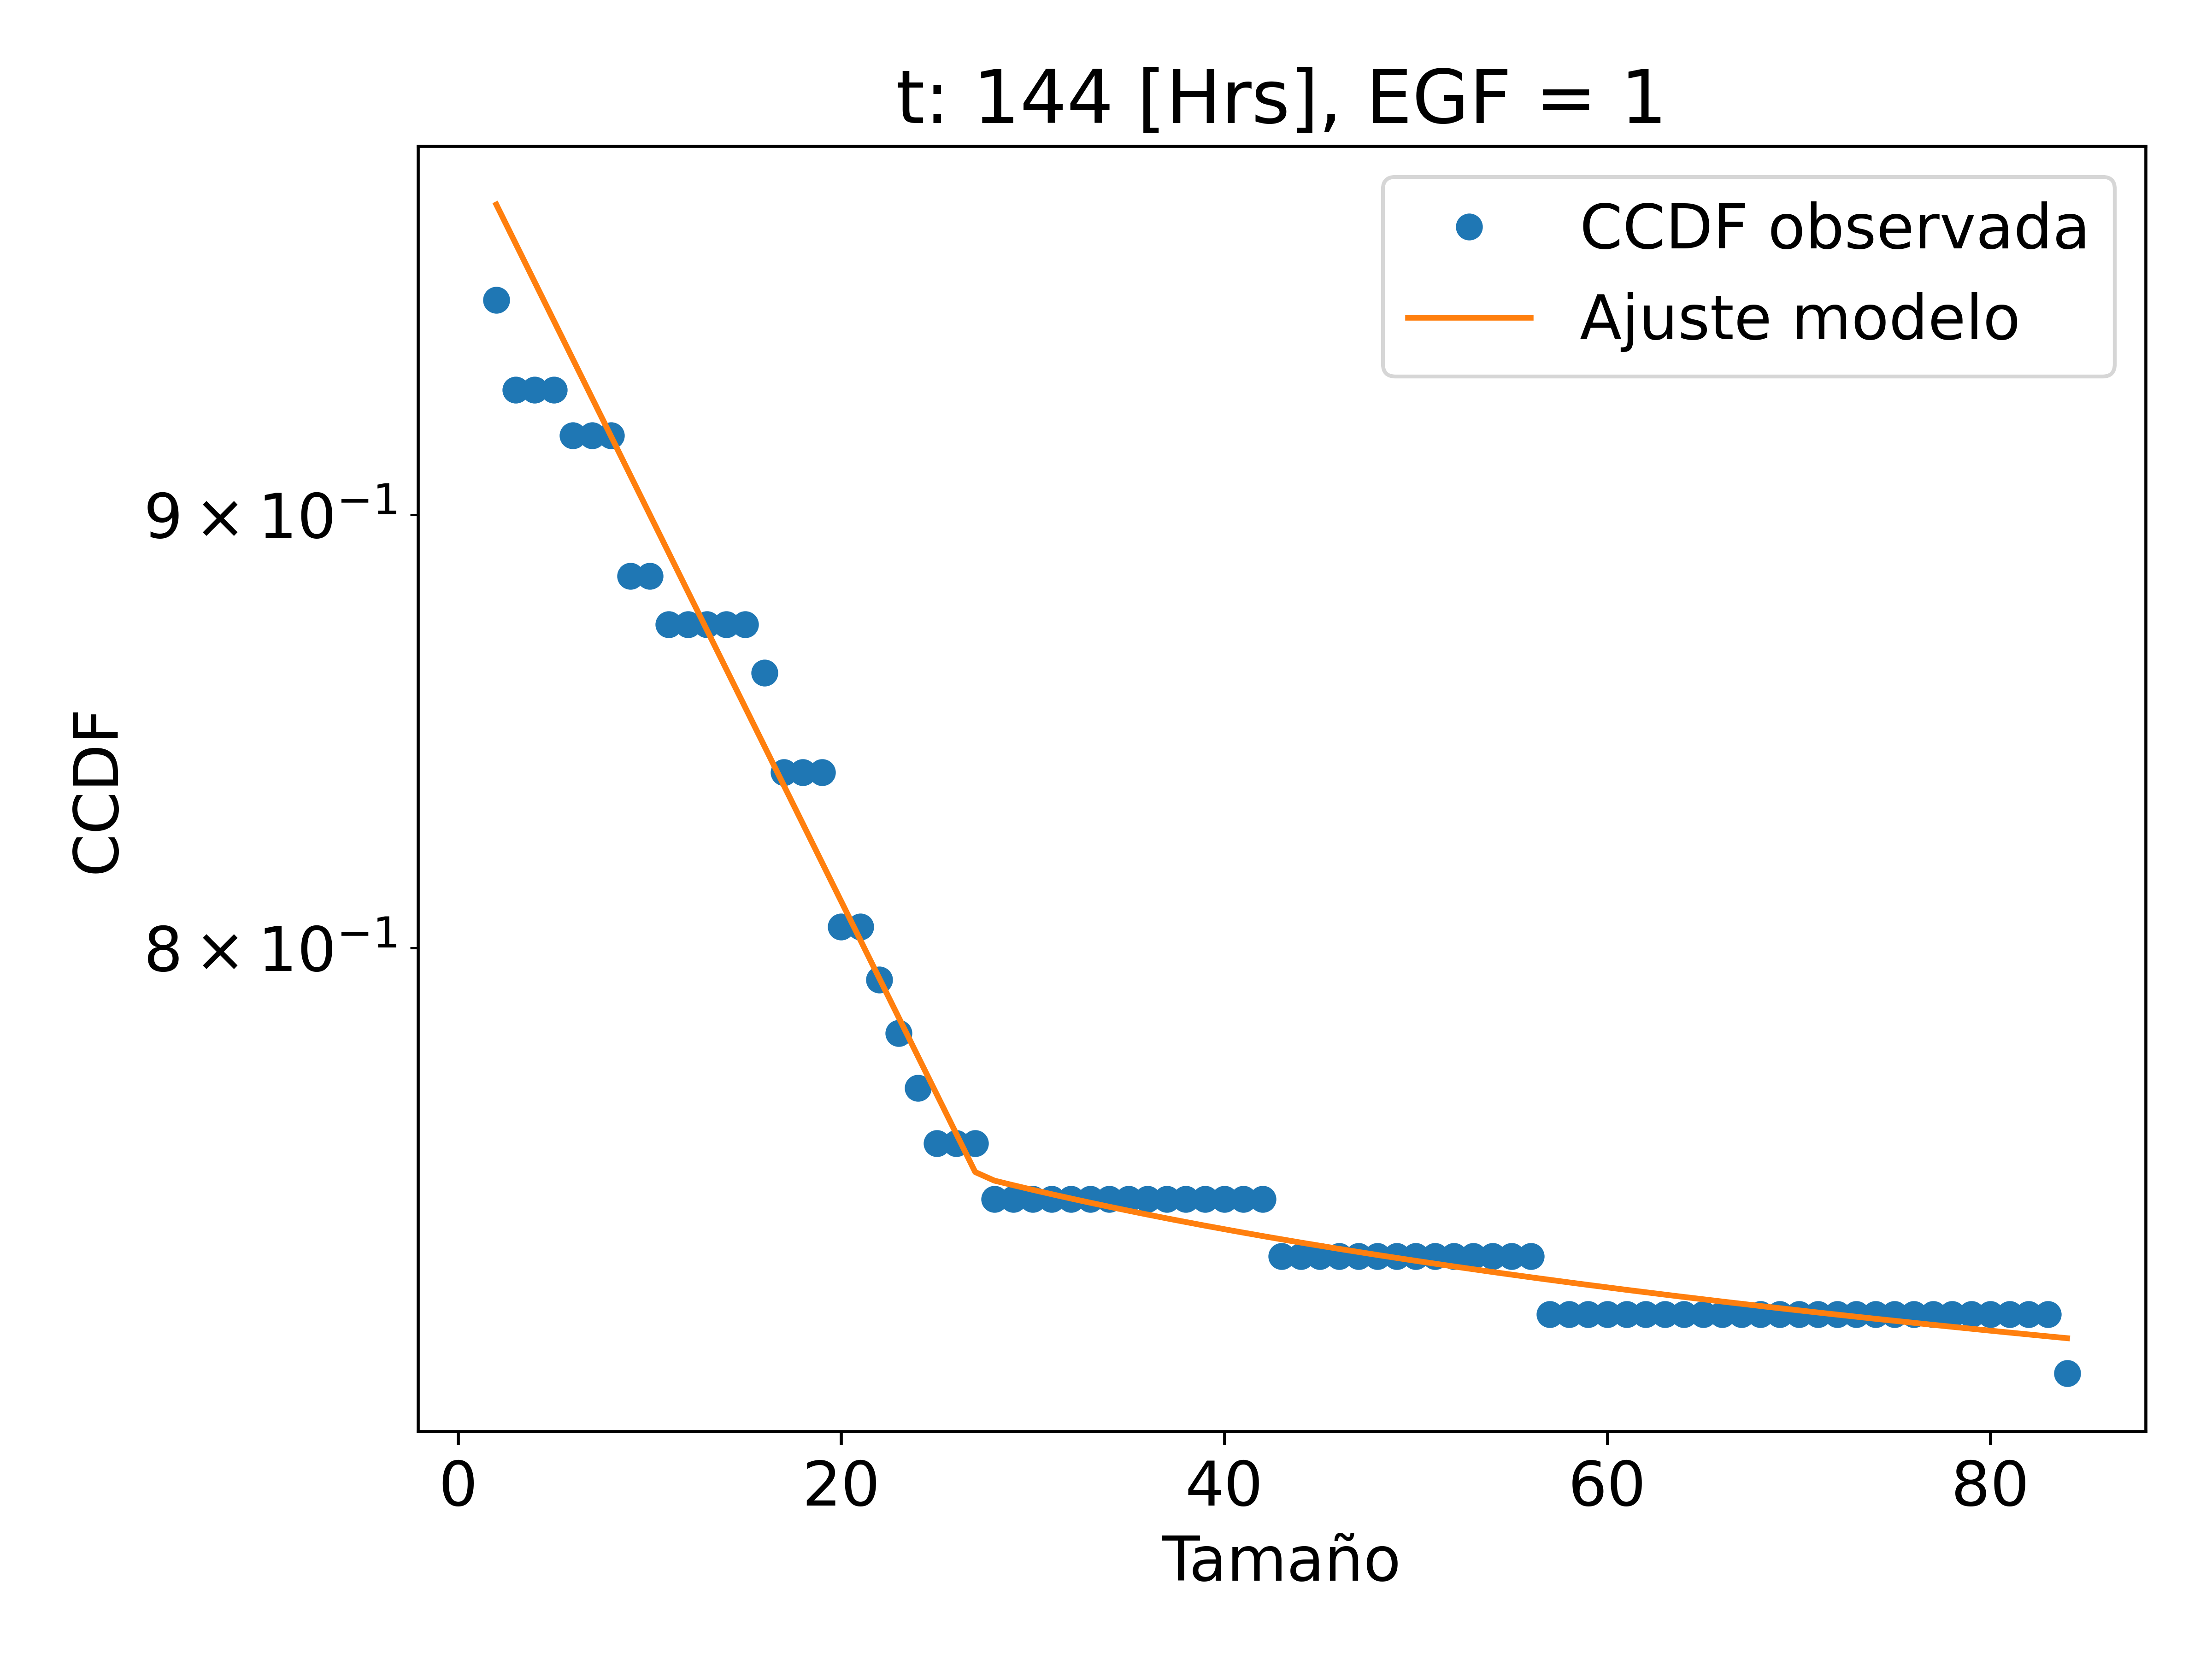 t: 144 [Hrs], EGF = 1
CCDF observada
Ajuste modelo
9 × 10⁻¹
8 × 10⁻¹
CCDF
0 20 40 60 80
Tamaño